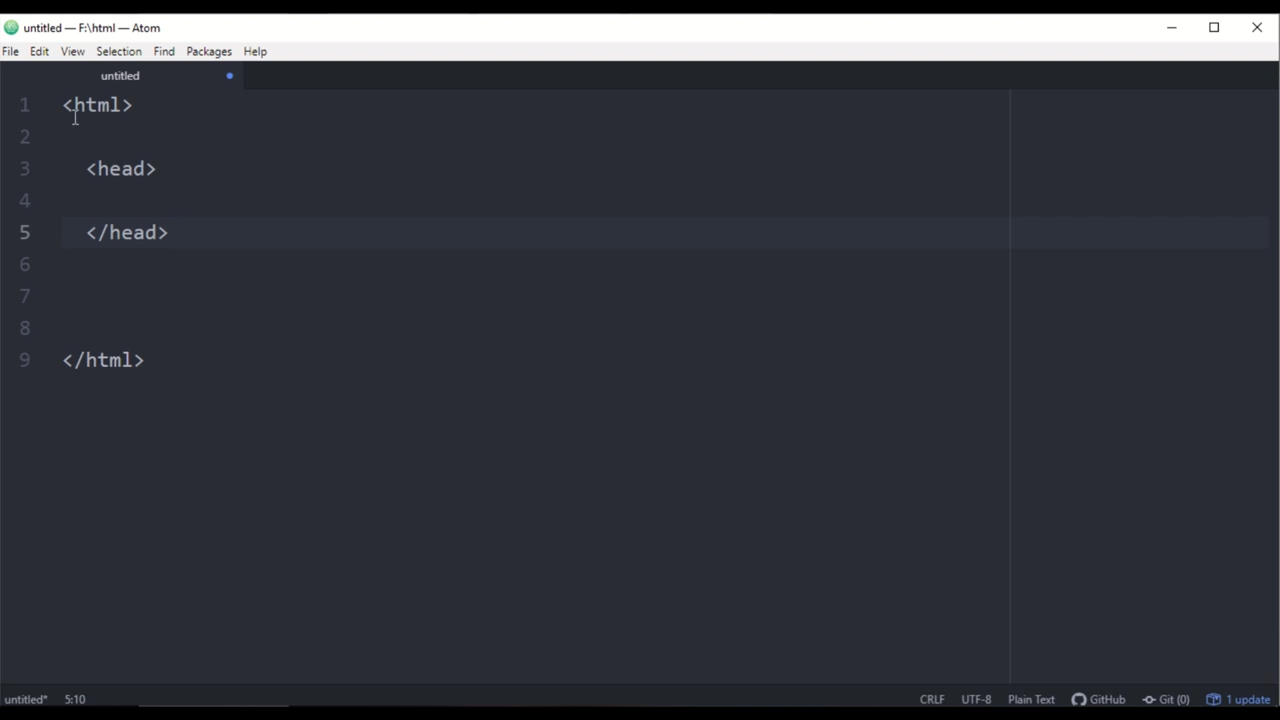 untitled — F:\html — Atom
File Edit View Selection Find Packages Help
untitled
1 <html>
2
3 <head>
4
5 </head>
6
7
8
9 </html>
untitled* 5:10 CRLF UTF-8 Plain Text GitHub Git (0) 1 update